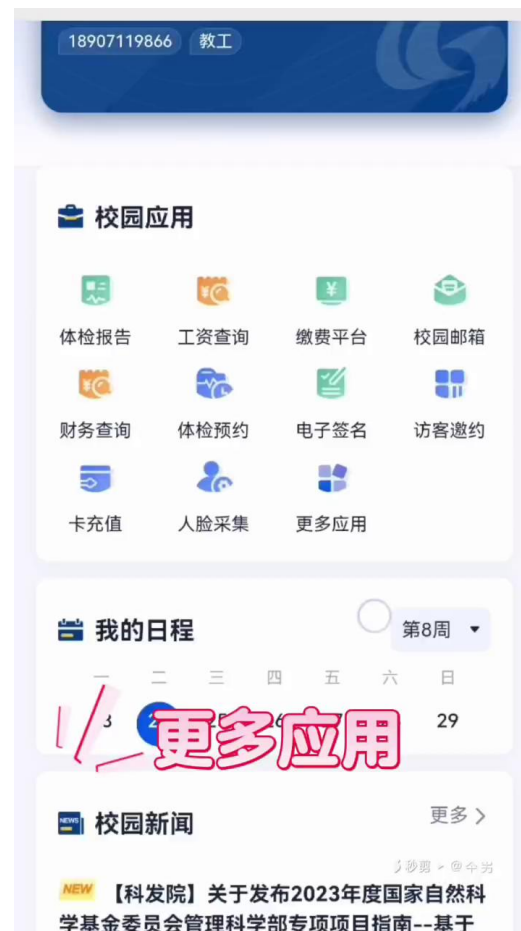 18907119866 教工
校园应用
体检报告 工资查询 缴费平台 校园邮箱
财务查询 体检预约 电子签名 访客邀约
卡充值 人脸采集 更多应用
我的日程 第8周
一 二 三 四 五 六 日
29
更多应用
校园新闻 更多
秒剪
NEW 【科发院】关于发布2023年度国家自然科
学基金委员会管理科学部专项项目指南--基于